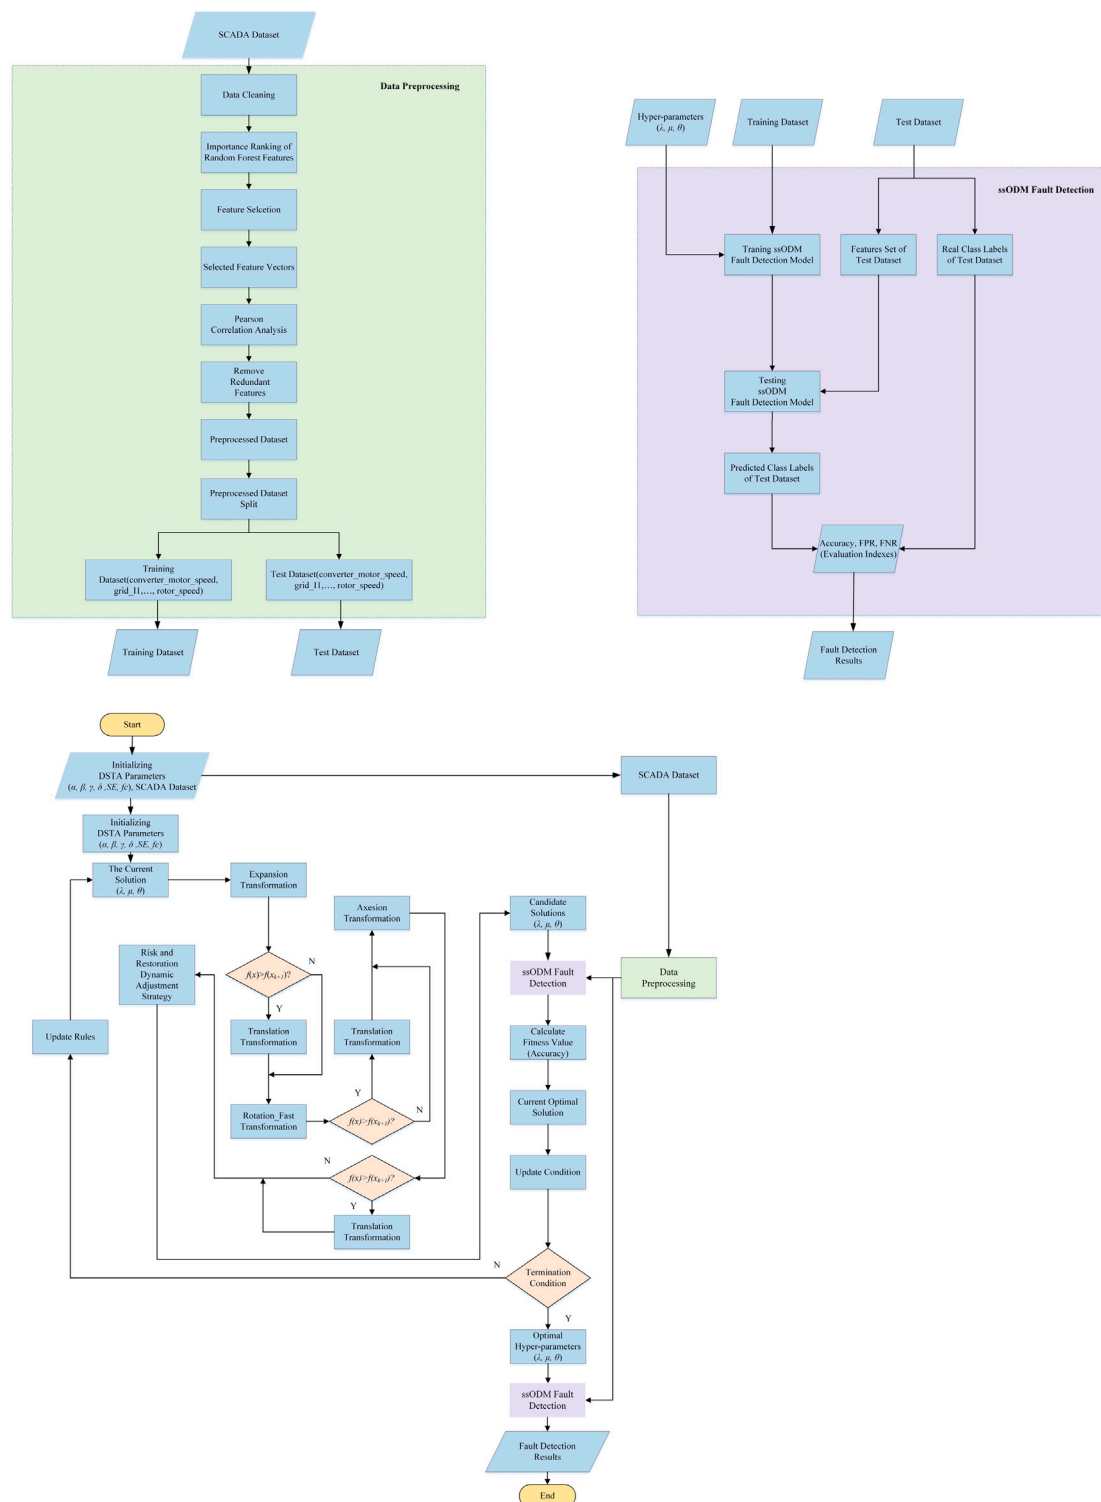 SCADA Dataset
Data Preprocessing
Data Cleaning
Importance Ranking of
Random Forest Features
Feature Selcetion
Selected Feature Vectors
Pearson
Correlation Analysis
Remove
Redundant
Features
Preprocessed Dataset
Preprocessed Dataset
Split
Training
Dataset(converter_motor_speed,
grid_I1,…, rotor_speed)
Test Dataset(converter_motor_speed,
grid_I1,…, rotor_speed)
Training Dataset
Test Dataset
Hyper-parameters
(λ, μ, θ)
Training Dataset
Test Dataset
ssODM Fault Detection
Traning ssODM
Fault Detection Model
Features Set of
Test Dataset
Real Class Labels
of Test Dataset
Testing
ssODM
Fault Detection Model
Predicted Class Labels
of Test Dataset
Accuracy, FPR, FNR
(Evaluation Indexes)
Fault Detection
Results
Start
Initializing
DSTA Parameters
(α, β, γ, δ ,SE, fc), SCADA Dataset
SCADA Dataset
Initializing
DSTA Parameters
(α, β, γ, δ ,SE, fc)
The Current
Solution
(λ, μ, θ)
Expansion
Transformation
Axesion
Transformation
Candidate
Solutions
(λ, μ, θ)
Risk and
Restoration
Dynamic
Adjustment
Strategy
f(x)>f(xk+1)?
N
Y
ssODM Fault
Detection
Data
Preprocessing
Update Rules
Translation
Transformation
Translation
Transformation
Calculate
Fitness Value
(Accuracy)
Y
Rotation_Fast
Transformation
f(x)>f(xk+1)?
N
Current Optimal
Solution
N
f(x)>f(xk+1)?
Y
Update Condition
Translation
Transformation
N
Termination
Condition
Y
Optimal
Hyper-parameters
(λ, μ, θ)
ssODM Fault
Detection
Fault Detection
Results
End